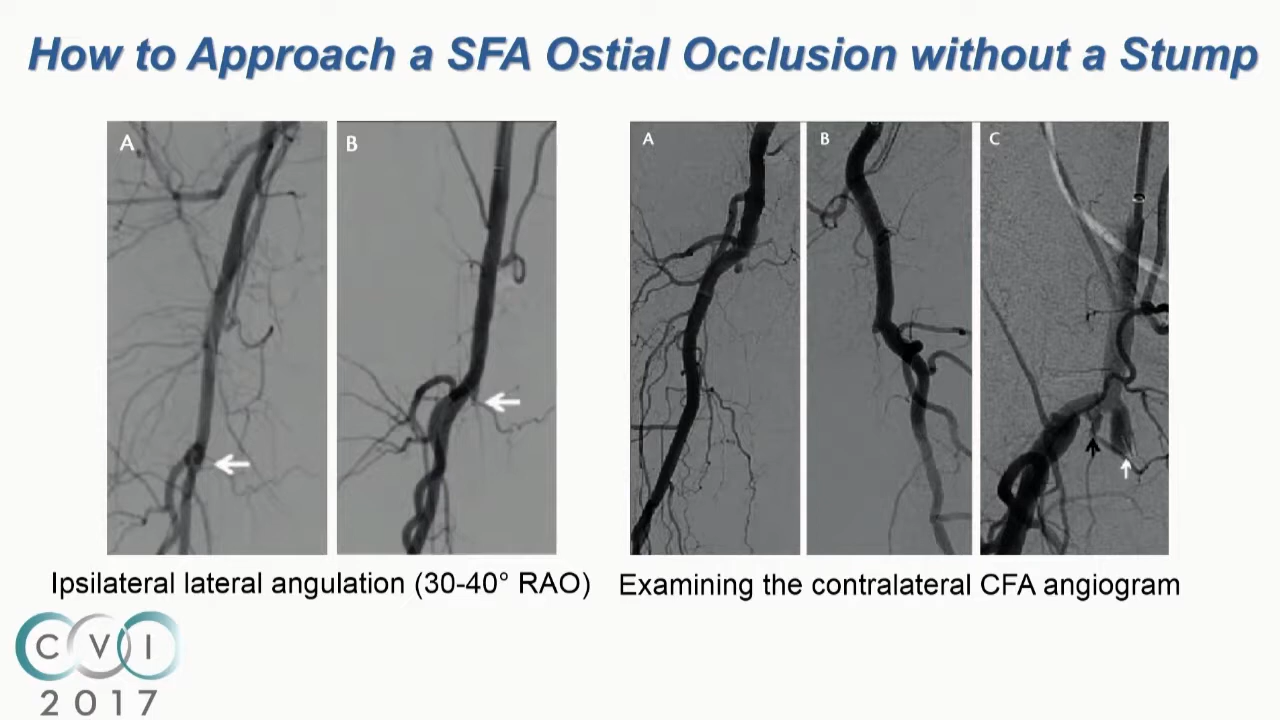 How to Approach a SFA Ostial Occlusion without a Stump
A
B
A
B
C
Ipsilateral lateral angulation (30-40° RAO)
Examining the contralateral CFA angiogram
C V I
2017